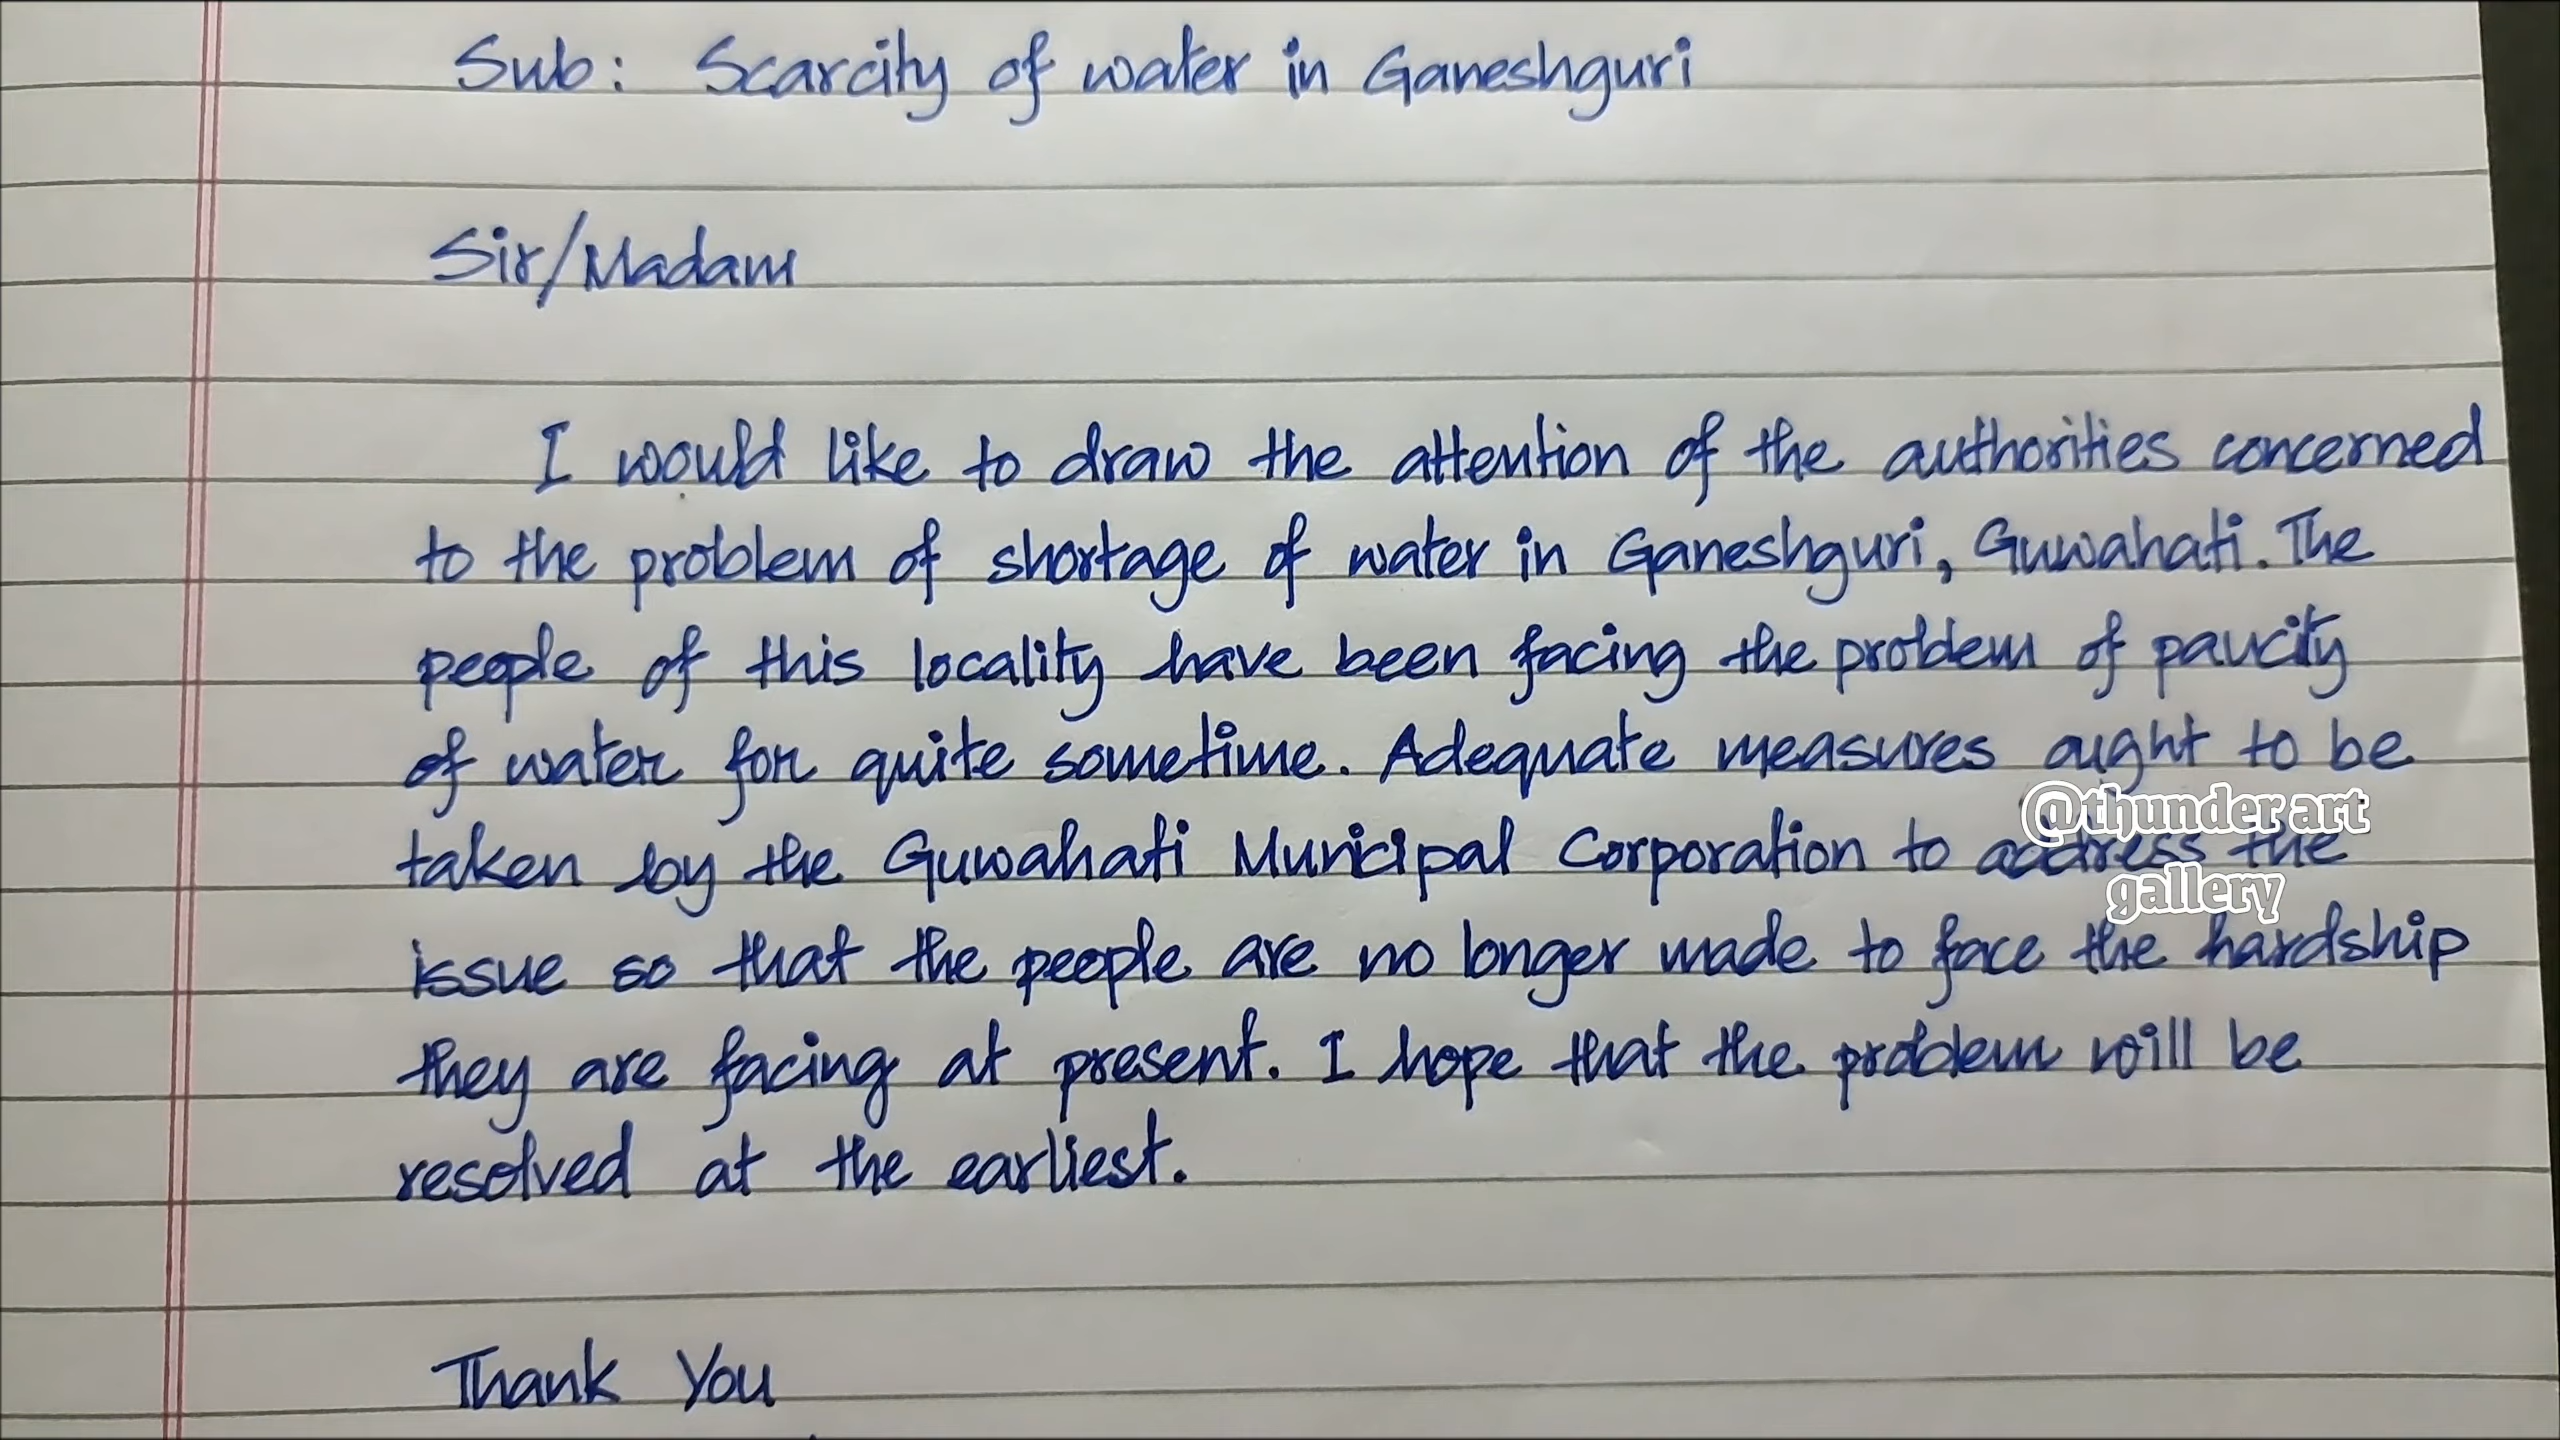 Sub: Scarcity of water in Ganeshguri
Sir/Madam
I would like to draw the attention of the authorities concerned
to the problem of shortage of water in Ganeshguri, Guwahati. The
people of this locality have been facing the problem of paucity
of water for quite sometime. Adequate measures aught to be
@thunder art
taken by the Guwahati Municipal Corporation to address the
gallery
issue so that the people are no longer made to face the hardship
they are facing at present. I hope that the problem will be
resolved at the earliest.
Thank You